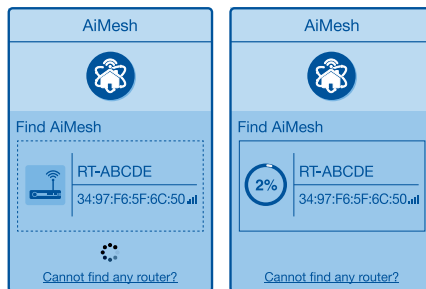 AiMesh
Find AiMesh
RT-ABCDE
34:97:F6:5F:6C:50
Cannot find any router?
AiMesh
Find AiMesh
2%
RT-ABCDE
34:97:F6:5F:6C:50
Cannot find any router?